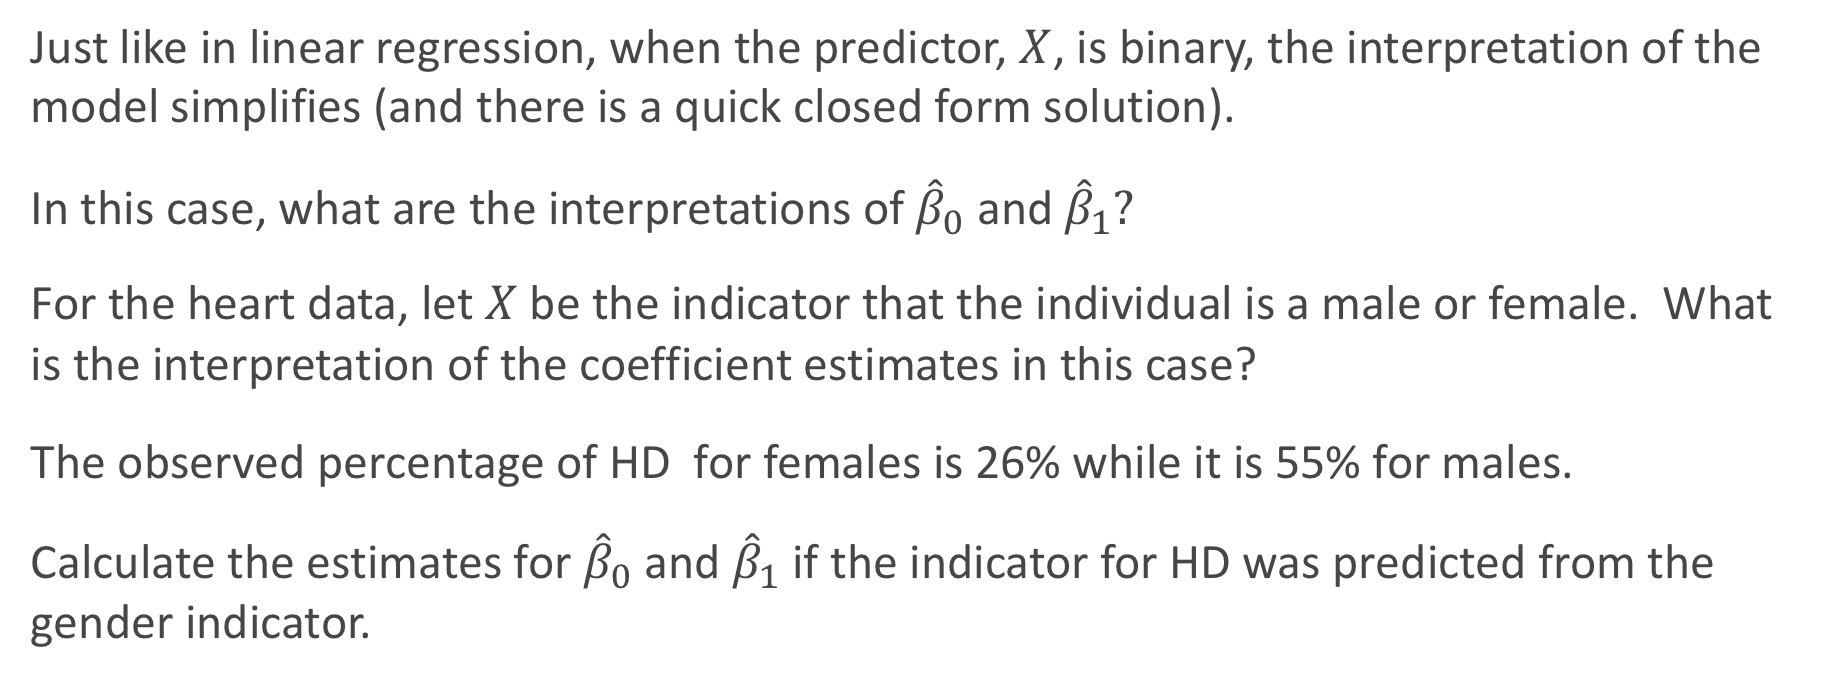 Just like in linear regression, when the predictor, X, is binary, the interpretation of the
model simplifies (and there is a quick closed form solution).
In this case, what are the interpretations of β̂₀ and β̂₁?
For the heart data, let X be the indicator that the individual is a male or female.  What
is the interpretation of the coefficient estimates in this case?
The observed percentage of HD  for females is 26% while it is 55% for males.
Calculate the estimates for β̂₀ and β̂₁ if the indicator for HD was predicted from the
gender indicator.